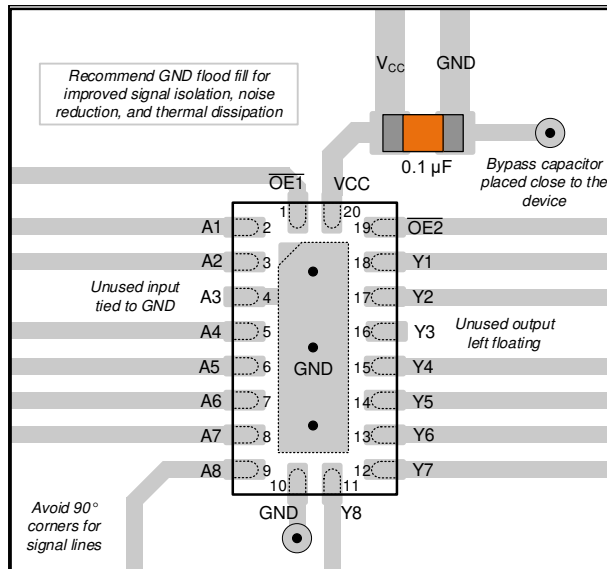 V_CC GND
Recommend GND flood fill for
improved signal isolation, noise
reduction, and thermal dissipation
0.1 µF
Bypass capacitor
placed close to the
device
O̅E̅1̅ VCC
1 20
A1 2 19 O̅E̅2̅
A2 3 18 Y1
A3 4 17 Y2
Unused input
tied to GND
A4 5 16 Y3
Unused output
left floating
A5 6 GND 15 Y4
A6 7 14 Y5
A7 8 13 Y6
A8 9 12 Y7
10 11
GND Y8
Avoid 90°
corners for
signal lines